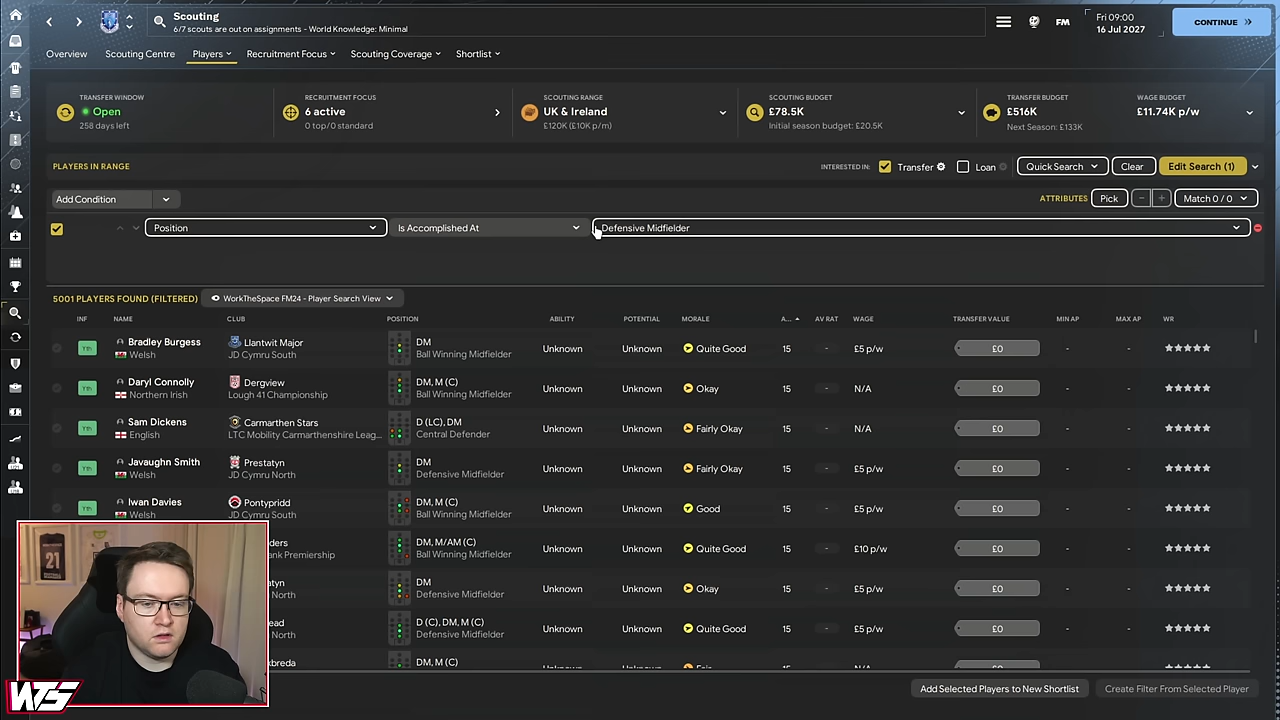 Scouting
6/7 scouts are out on assignments - World Knowledge: Minimal
FM
Fri 09:00
16 Jul 2027
CONTINUE
Overview
Scouting Centre
Players
Recruitment Focus
Scouting Coverage
Shortlist
TRANSFER WINDOW
Open
258 days left
RECRUITMENT FOCUS
6 active
0 top/0 standard
SCOUTING RANGE
UK & Ireland
£120K (£10K p/m)
SCOUTING BUDGET
£78.5K
Initial season budget: £20.5K
TRANSFER BUDGET
£516K
Next Season: £133K
WAGE BUDGET
£11.74K p/w
PLAYERS IN RANGE
INTERESTED IN:
Transfer
Loan
Quick Search
Clear
Edit Search (1)
Add Condition
ATTRIBUTES
Pick
- +
Match 0 / 0
Position
Is Accomplished At
Defensive Midfielder
5001 PLAYERS FOUND (FILTERED)
WorkTheSpace FM24 - Player Search View
INF NAME CLUB POSITION ABILITY POTENTIAL MORALE A... AV RAT WAGE TRANSFER VALUE MIN AP MAX AP WR
Yth Bradley Burgess Llantwit Major DM Unknown Unknown Quite Good 15 - £5 p/w £0 - -
Welsh JD Cymru South Ball Winning Midfielder
Yth Daryl Connolly Dergview DM, M (C) Unknown Unknown Okay 15 - N/A £0 - -
Northern Irish Lough 41 Championship Ball Winning Midfielder
Yth Sam Dickens Carmarthen Stars D (LC), DM Unknown Unknown Fairly Okay 15 - N/A £0 - -
English LTC Mobility Carmarthenshire Leag... Central Defender
Yth Javaughn Smith Prestatyn DM Unknown Unknown Fairly Okay 15 - £5 p/w £0 - -
Welsh JD Cymru North Defensive Midfielder
Yth Iwan Davies Pontypridd DM, M (C) Unknown Unknown Good 15 - £5 p/w £0 - -
Welsh JD Cymru South Ball Winning Midfielder
ders DM, M/AM (C) Unknown Unknown Quite Good 15 - £10 p/w £0 - -
ank Premiership Ball Winning Midfielder
atyn DM Unknown Unknown Okay 15 - £5 p/w £0 - -
North Defensive Midfielder
ead D (C), DM, M (C) Unknown Unknown Quite Good 15 - £5 p/w £0 - -
North Defensive Midfielder
kbreda DM, M (C)
21
WTS
Add Selected Players to New Shortlist
Create Filter From Selected Player